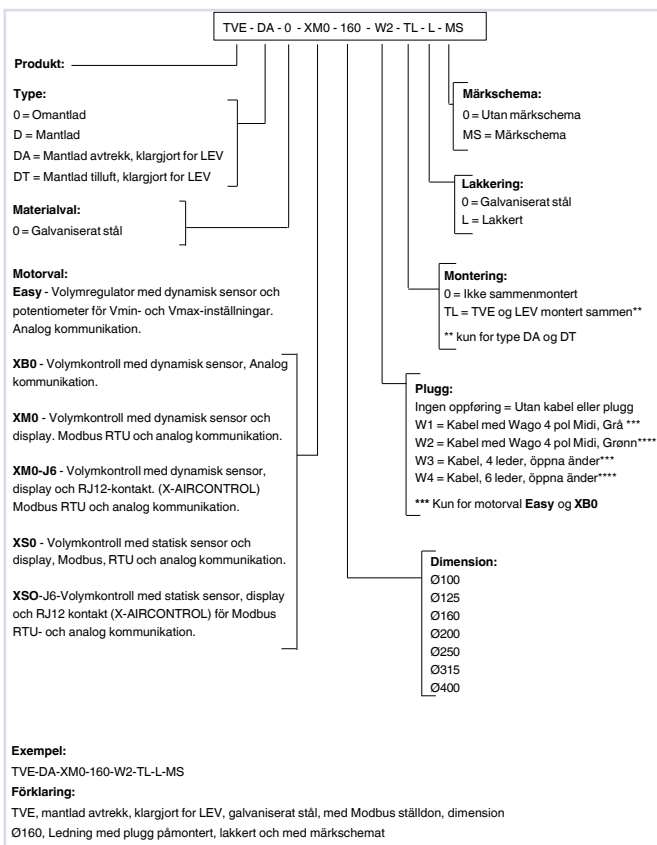 TVE - DA - 0 - XM0 - 160 - W2 - TL - L - MS
Produkt:
Type:
0 = Omantlad
D = Mantlad
DA = Mantlad avtrekk, klargjort for LEV
DT = Mantlad tilluft, klargjort for LEV
Materialval:
0 = Galvaniserat stål
Motorval:
Easy - Volymregulator med dynamisk sensor och
potentiometer för Vmin- och Vmax-inställningar.
Analog kommunikation.
XB0 - Volymkontroll med dynamisk sensor, Analog
kommunikation.
XM0 - Volymkontroll med dynamisk sensor och
display. Modbus RTU och analog kommunikation.
XM0-J6 - Volymkontroll med dynamisk sensor,
display och RJ12-kontakt. (X-AIRCONTROL)
Modbus RTU och analog kommunikation.
XS0 - Volymkontroll med statisk sensor och
display, Modbus, RTU och analog kommunikation.
XSO-J6-Volymkontroll med statisk sensor, display
och RJ12 kontakt (X-AIRCONTROL) för Modbus
RTU- och analog kommunikation.
Märkschema:
0 = Utan märkschema
MS = Märkschema
Lakkering:
0 = Galvaniserat stål
L = Lakkert
Montering:
0 = Ikke sammenmontert
TL = TVE og LEV montert sammen**
** kun for type DA og DT
Plugg:
Ingen oppføring = Utan kabel eller plugg
W1 = Kabel med Wago 4 pol Midi, Grå ***
W2 = Kabel med Wago 4 pol Midi, Grønn****
W3 = Kabel, 4 leder, öppna änder***
W4 = Kabel, 6 leder, öppna änder****
*** Kun for motorval Easy og XB0
Dimension:
Ø100
Ø125
Ø160
Ø200
Ø250
Ø315
Ø400
Exempel:
TVE-DA-XM0-160-W2-TL-L-MS
Förklaring:
TVE, mantlad avtrekk, klargjort for LEV, galvaniserat stål, med Modbus ställdon, dimension
Ø160, Ledning med plugg påmontert, lakkert och med märkschemat